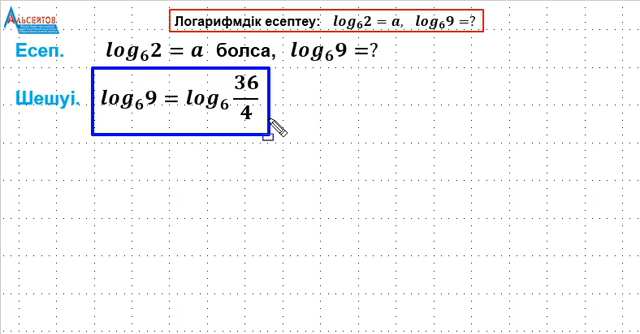 Логарифмдік есептеу: log₆2 = a, log₆9 =?
Альсейтов
Есеп. log₆2 = a болса, log₆9 =?
Шешуі. log₆9 = log₆ 36/4